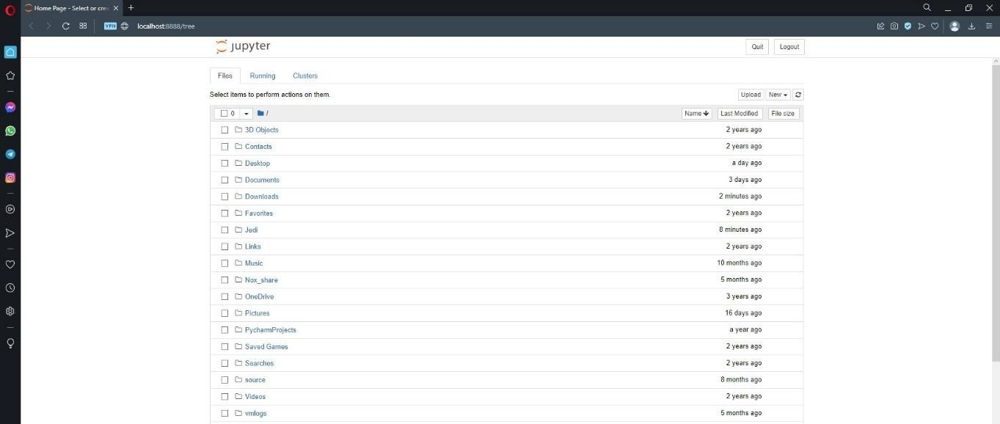 Home Page - Select or crea
VPN
localhost:8888/tree
jupyter
Quit
Logout
Files
Running
Clusters
Select items to perform actions on them.
Upload
New
0
/
Name
Last Modified
File size
3D Objects 2 years ago
Contacts 2 years ago
Desktop a day ago
Documents 3 days ago
Downloads 2 minutes ago
Favorites 2 years ago
Jedi 8 minutes ago
Links 2 years ago
Music 10 months ago
Nox_share 5 months ago
OneDrive 3 years ago
Pictures 16 days ago
PycharmProjects a year ago
Saved Games 2 years ago
Searches 2 years ago
source 8 months ago
Videos 2 years ago
vmlogs 5 months ago